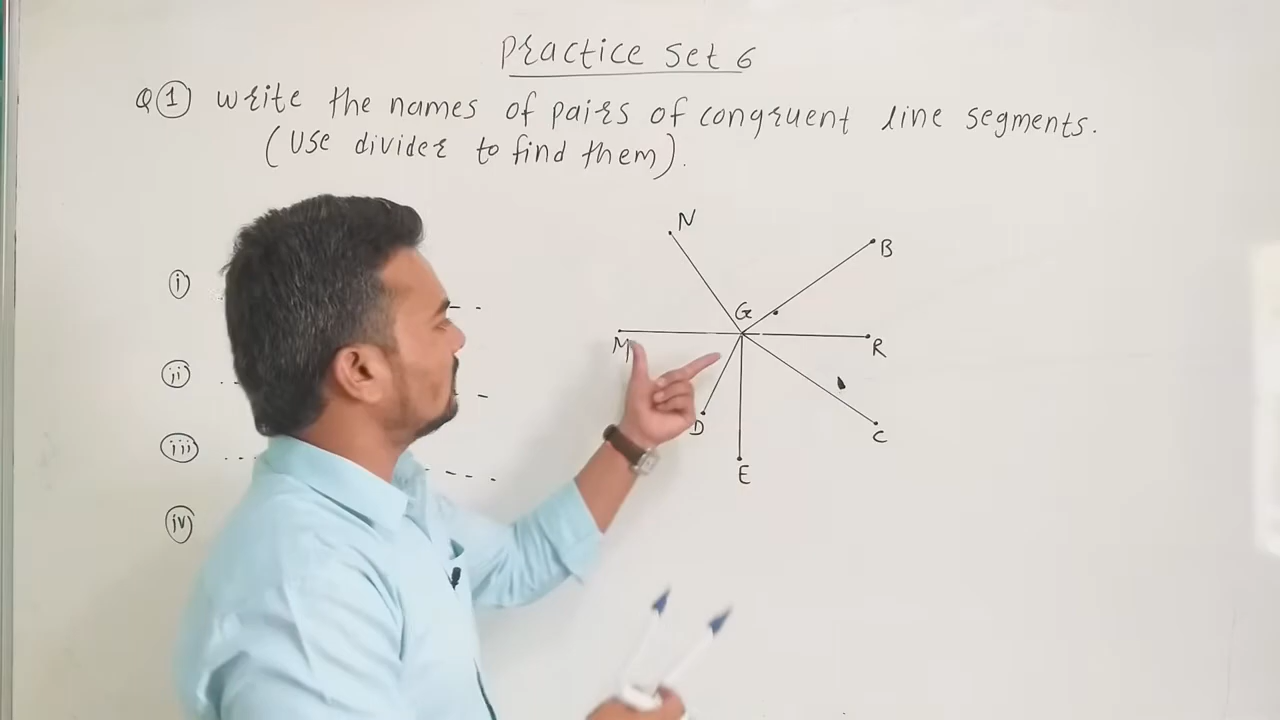 Practice Set 6
Q① Write the names of pairs of congruent line segments.
(Use divider to find them).
N
B
G
ⓘ
M
R
ⓘⓘ
D
C
ⓘⓘⓘ
E
ⓘⓥ